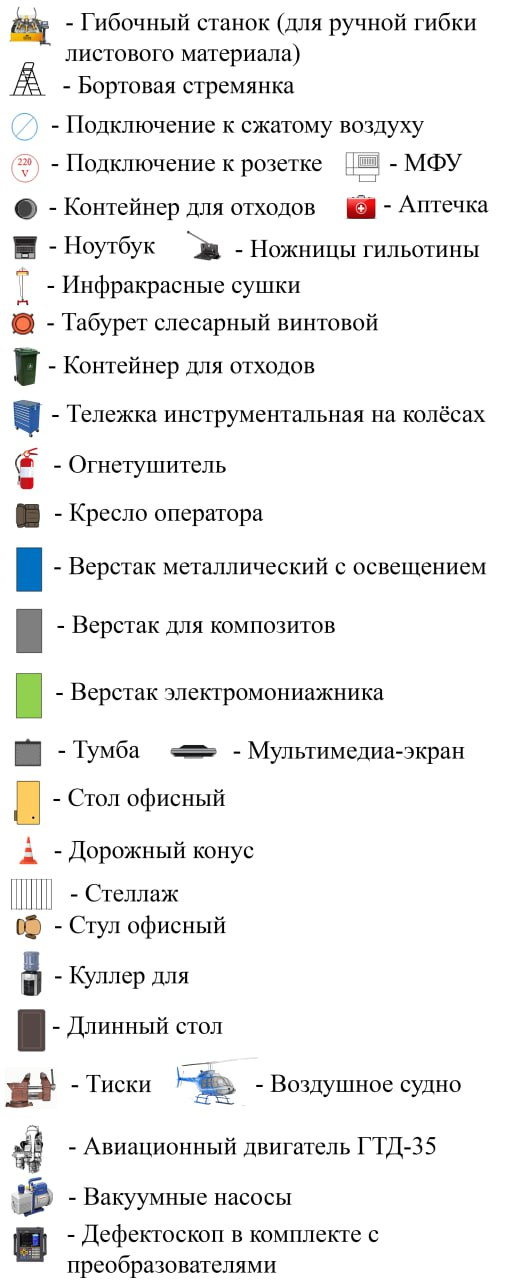 - Гибочный станок (для ручной гибки
листового материала)
- Бортовая стремянка
- Подключение к сжатому воздуху
220
V
- Подключение к розетке - МФУ
- Контейнер для отходов - Аптечка
- Ноутбук - Ножницы гильотины
- Инфракрасные сушки
- Табурет слесарный винтовой
- Контейнер для отходов
- Тележка инструментальная на колёсах
- Огнетушитель
- Кресло оператора
- Верстак металлический с освещением
- Верстак для композитов
- Верстак электромониажника
- Тумба - Мультимедиа-экран
- Стол офисный
- Дорожный конус
- Стеллаж
- Стул офисный
- Куллер для
- Длинный стол
- Тиски - Воздушное судно
- Авиационный двигатель ГТД-35
- Вакуумные насосы
- Дефектоскоп в комплекте с
преобразователями